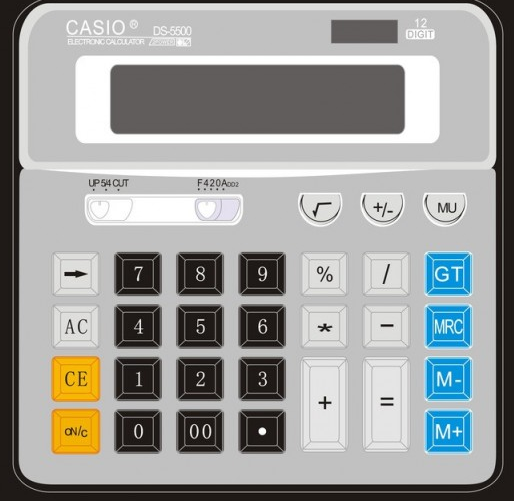 CASIO ® DS-5500
ELECTRONIC CALCULATOR
12
DIGIT
UP 5/4 CUT F 4 2 0 A ADD2
√ +/- MU
→ 7 8 9 % / GT
AC 4 5 6 * - MRC
CE 1 2 3 + = M-
ON/C 0 00 • M+